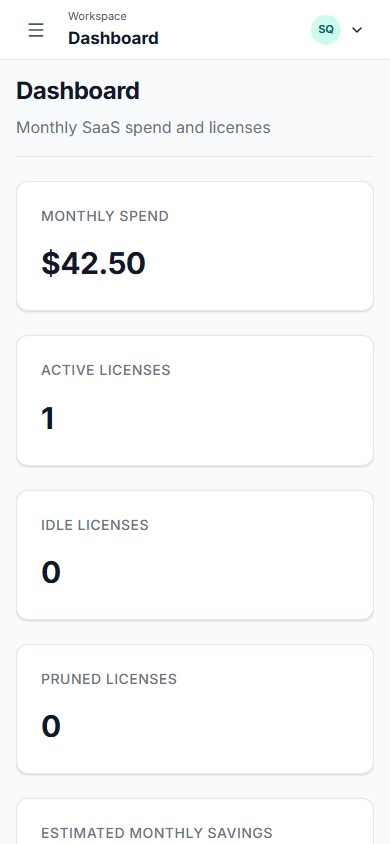 Workspace
Dashboard
SQ
Dashboard
Monthly SaaS spend and licenses
MONTHLY SPEND
$42.50
ACTIVE LICENSES
1
IDLE LICENSES
0
PRUNED LICENSES
0
ESTIMATED MONTHLY SAVINGS